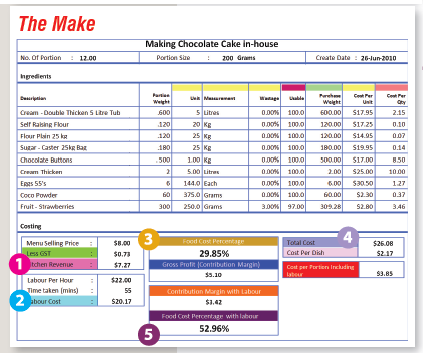 The Make
Making Chocolate Cake in-house
No. Of Portion : 12.00 Portion Size : 200 Grams Create Date : 26-Jun-2010
Ingredients
Description Portion Weight Unit Measurement Wastage Usable Purchase Weight Cost Per Unit Cost Per Qty
Cream - Double Thicken 5 Litre Tub .600 5 Litres 0.00% 100.0 600.00 $17.95 2.15
Self Raising Flour .120 20 Kg 0.00% 100.0 120.00 $17.25 0.10
Flour Plain 25 kg .120 25 Kg 0.00% 100.0 120.00 $14.95 0.07
Sugar - Caster 25kg Bag .180 25 Kg 0.00% 100.0 180.00 $19.95 0.14
Chocolate Buttons .500 1.00 Kg 0.00% 100.0 500.00 $17.00 8.50
Cream Thicken 2 5.00 Litres 0.00% 100.0 2.00 $25.00 10.00
Eggs 55's 6 144.0 Each 0.00% 100.0 6.00 $30.50 1.27
Coco Powder 60 375.0 Grams 0.00% 100.0 60.00 $2.30 0.37
Fruit - Strawberries 300 250.0 Grams 3.00% 97.00 309.28 $2.80 3.46
Costing
Menu Selling Price : $8.00
Less GST : $0.73
1 Kitchen Revenue : $7.27
Labour Per Hour : $22.00
Time taken (mins) : 55
2 Labour Cost : $20.17
3 Food Cost Percentage
29.85%
Gross Profit (Contribution Margin)
$5.10
Contribution Margin with Labour
$3.42
Food Cost Percentage with labour
5 52.96%
4
Total Cost $26.08
Cost Per Dish $2.17
Cost per Portion Including labour $3.85